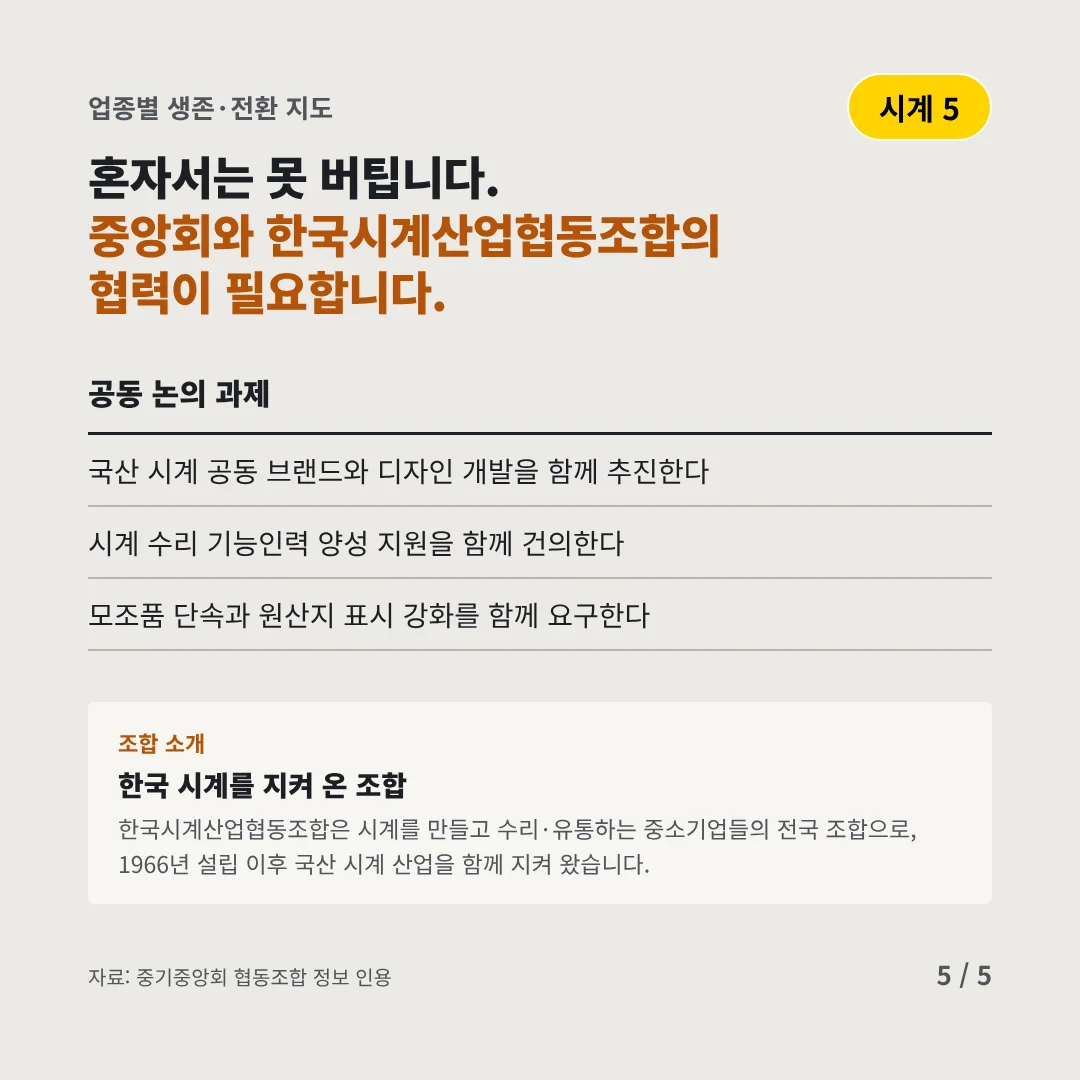 업종별 생존·전환 지도
시계 5
혼자서는 못 버팁니다.
중앙회와 한국시계산업협동조합의
협력이 필요합니다.
공동 논의 과제
국산 시계 공동 브랜드와 디자인 개발을 함께 추진한다
시계 수리 기능인력 양성 지원을 함께 건의한다
모조품 단속과 원산지 표시 강화를 함께 요구한다
조합 소개
한국 시계를 지켜 온 조합
한국시계산업협동조합은 시계를 만들고 수리·유통하는 중소기업들의 전국 조합으로,
1966년 설립 이후 국산 시계 산업을 함께 지켜 왔습니다.
자료: 중기중앙회 협동조합 정보 인용
5 / 5